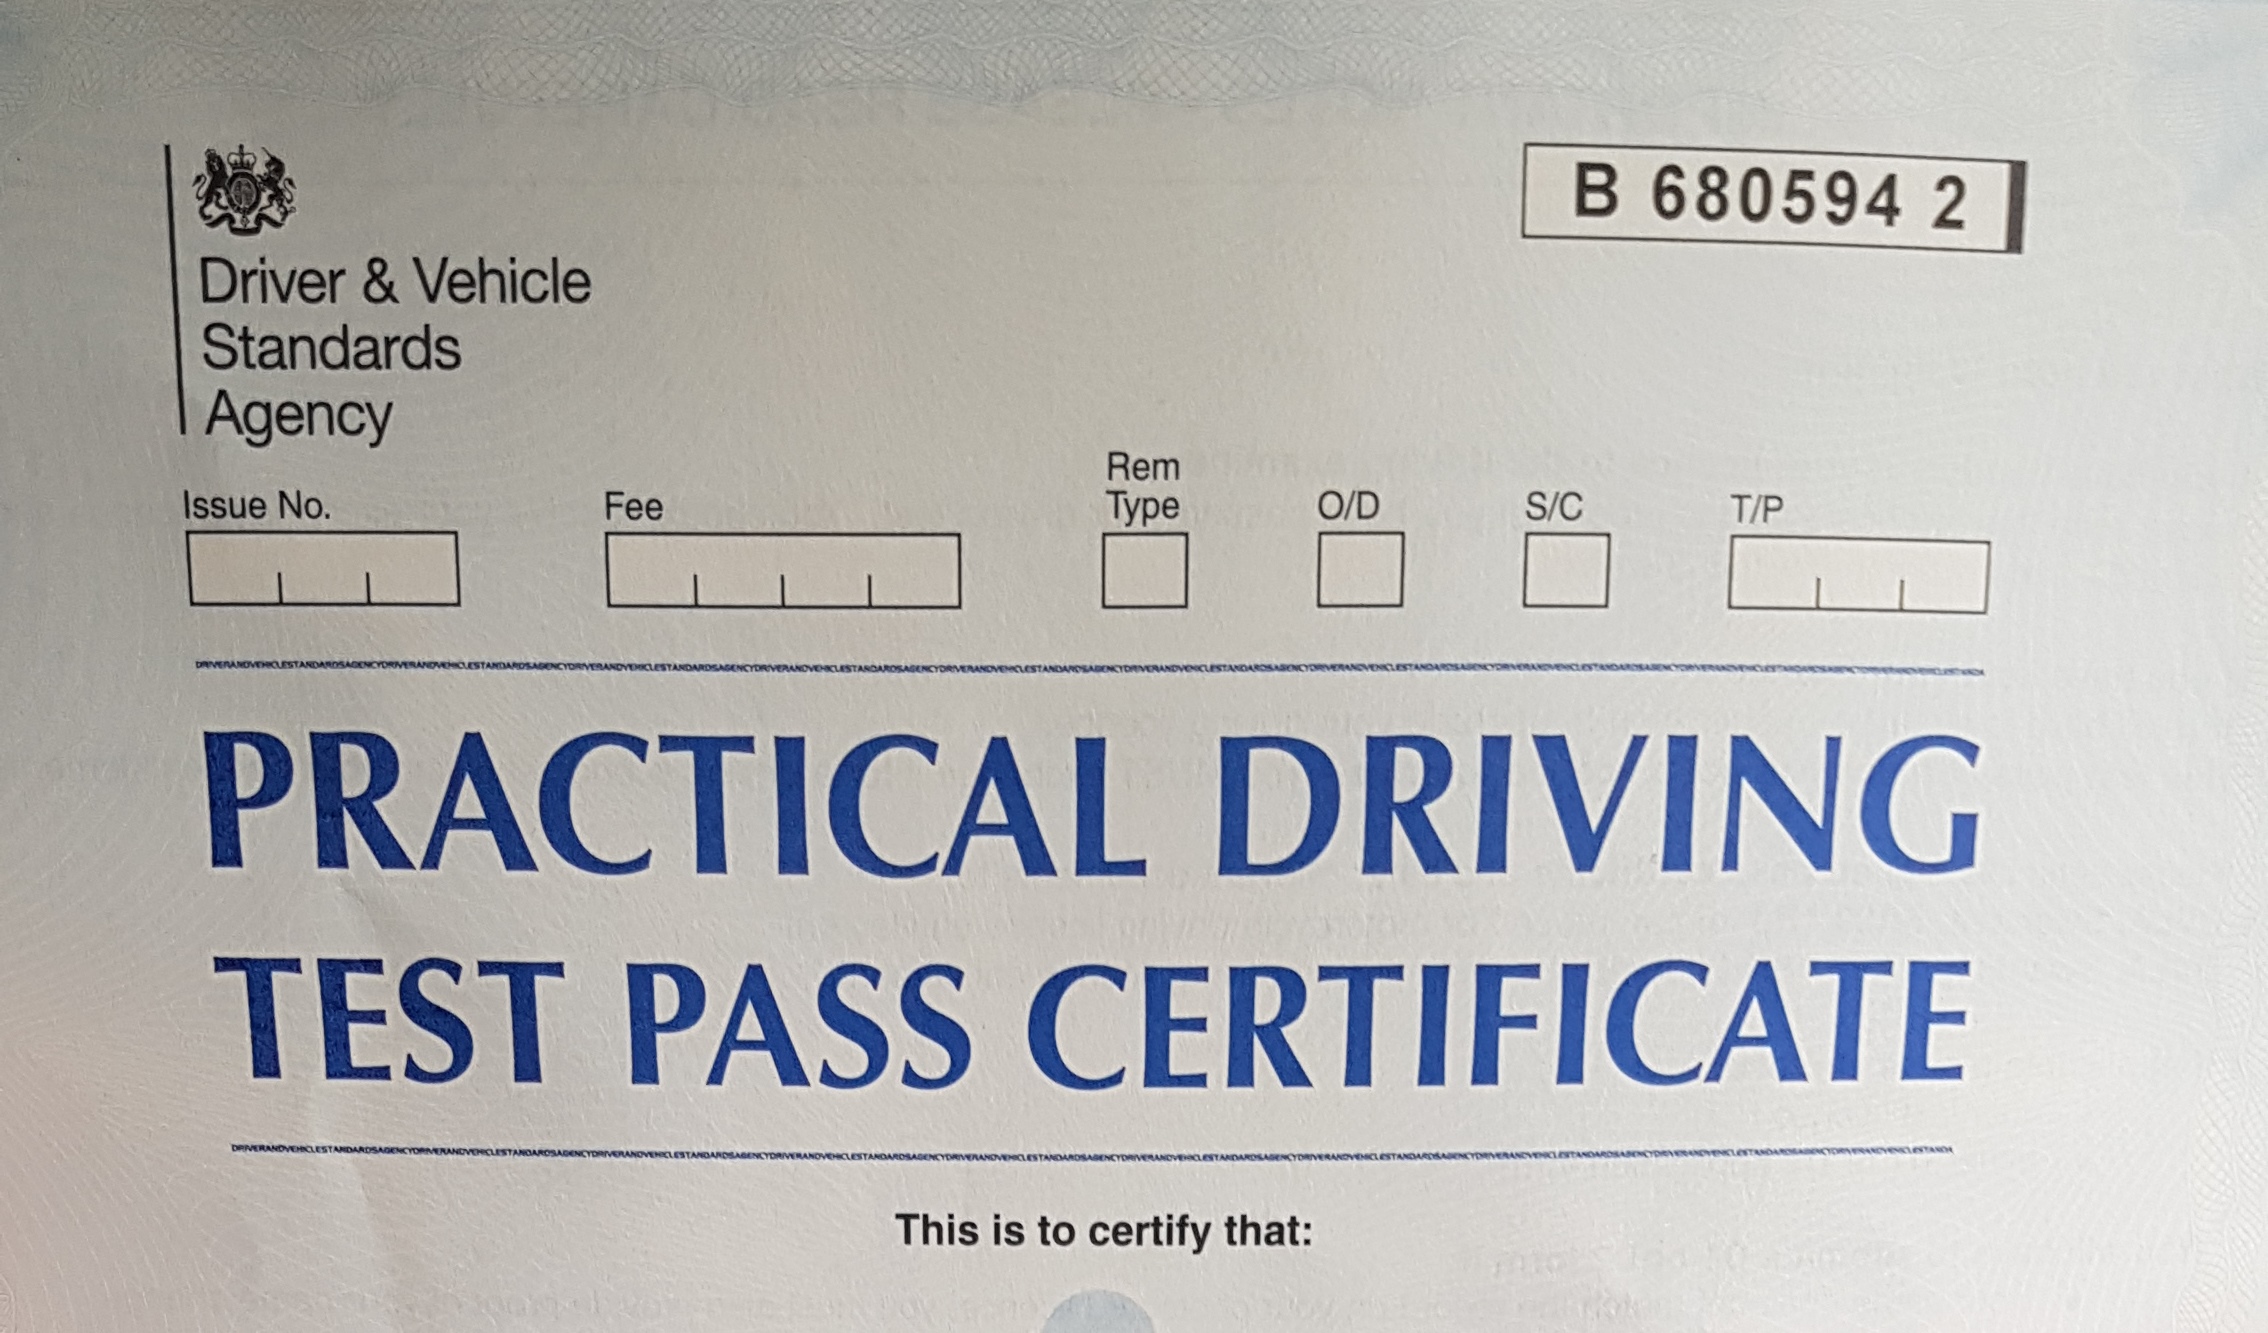 B 680594 2
Driver & Vehicle
Standards
Agency
Issue No.
Fee
Rem
Type
O/D
S/C
T/P
PRACTICAL DRIVING
TEST PASS CERTIFICATE
This is to certify that: